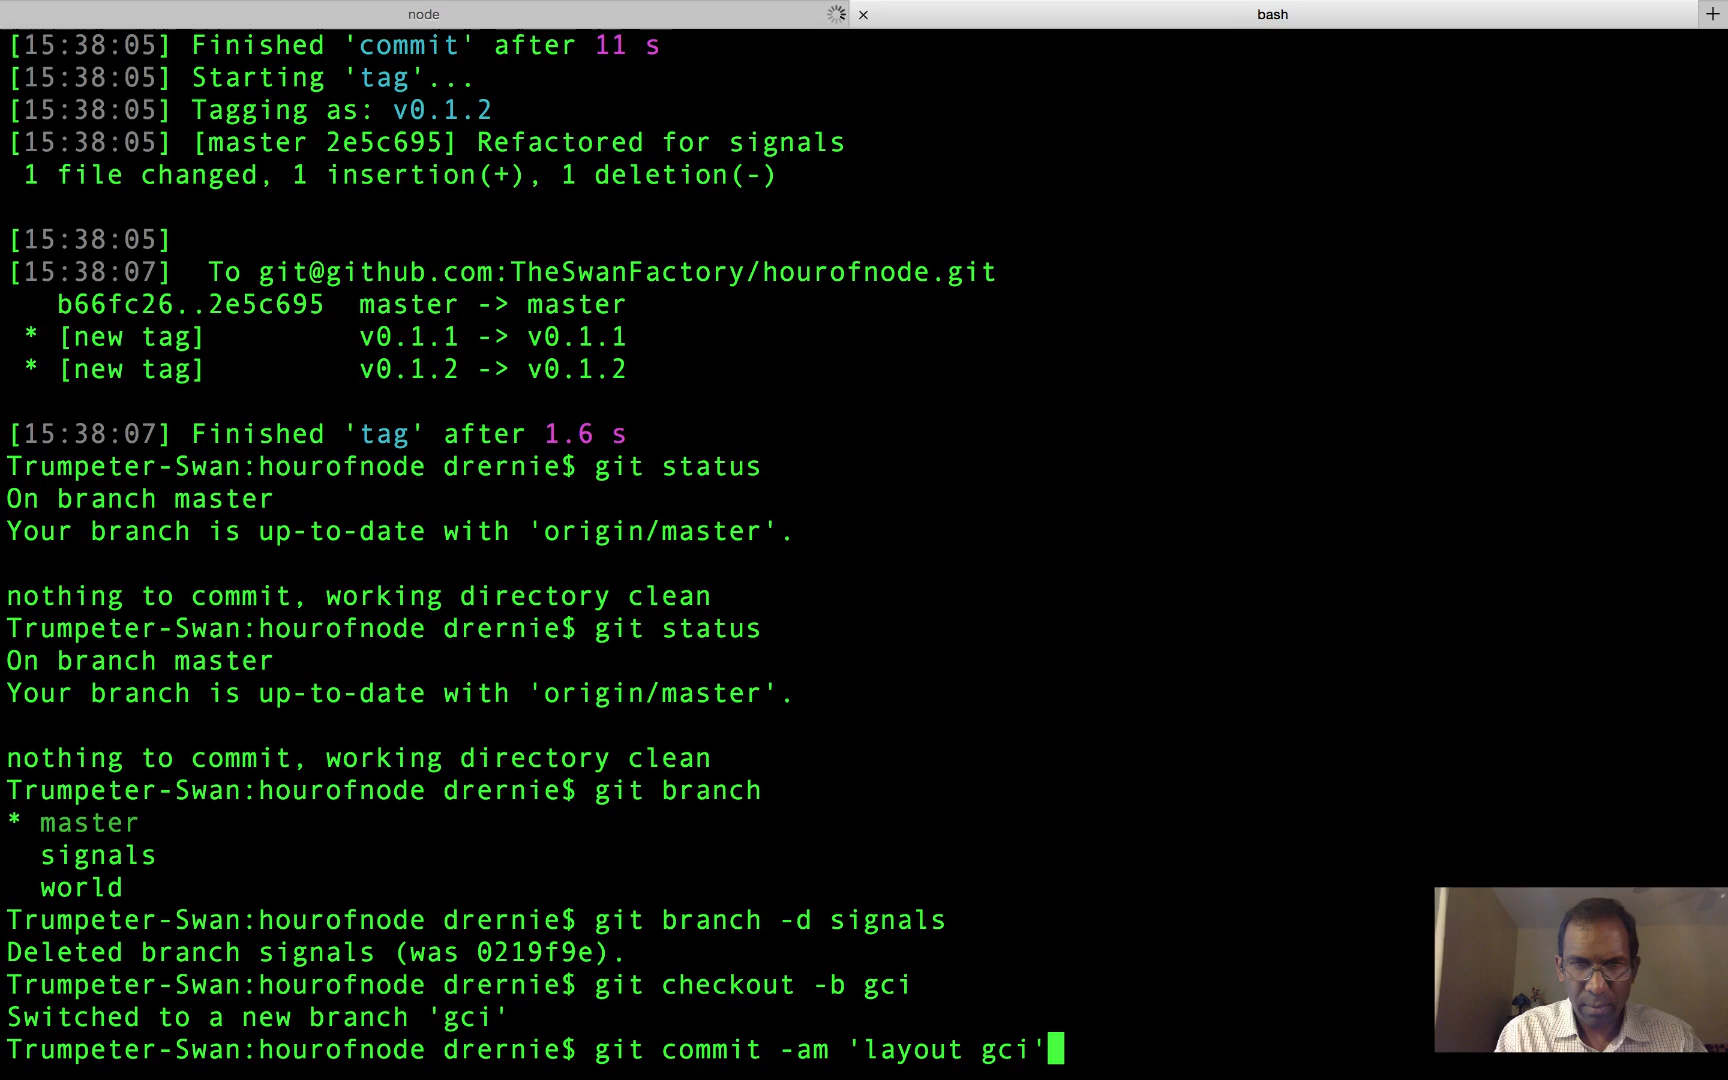 node
bash
[15:38:05] Finished 'commit' after 11 s
[15:38:05] Starting 'tag'...
[15:38:05] Tagging as: v0.1.2
[15:38:05] [master 2e5c695] Refactored for signals
1 file changed, 1 insertion(+), 1 deletion(-)
[15:38:05]
[15:38:07]  To git@github.com:TheSwanFactory/hourofnode.git
b66fc26..2e5c695  master -> master
* [new tag]         v0.1.1 -> v0.1.1
* [new tag]         v0.1.2 -> v0.1.2
[15:38:07] Finished 'tag' after 1.6 s
Trumpeter-Swan:hourofnode drernie$ git status
On branch master
Your branch is up-to-date with 'origin/master'.
nothing to commit, working directory clean
Trumpeter-Swan:hourofnode drernie$ git status
On branch master
Your branch is up-to-date with 'origin/master'.
nothing to commit, working directory clean
Trumpeter-Swan:hourofnode drernie$ git branch
* master
signals
world
Trumpeter-Swan:hourofnode drernie$ git branch -d signals
Deleted branch signals (was 0219f9e).
Trumpeter-Swan:hourofnode drernie$ git checkout -b gci
Switched to a new branch 'gci'
Trumpeter-Swan:hourofnode drernie$ git commit -am 'layout gci'